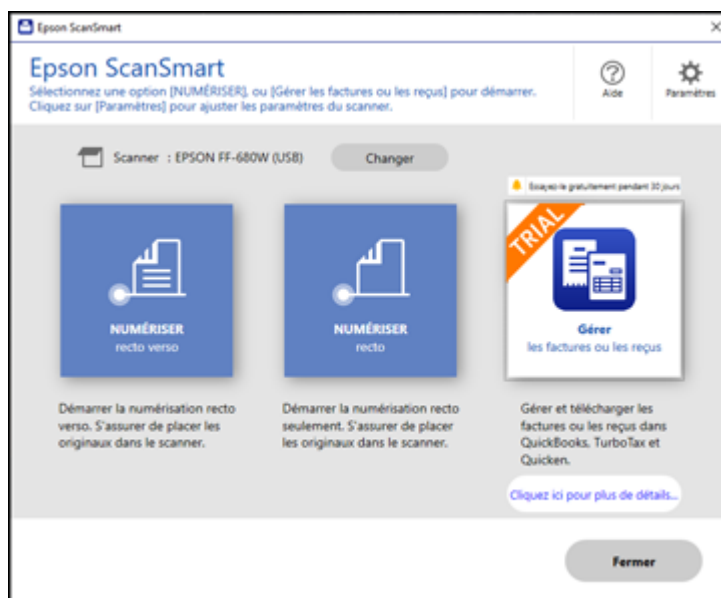 Epson ScanSmart
Epson ScanSmart
Sélectionnez une option [NUMÉRISER], ou [Gérer les factures ou les reçus] pour démarrer.
Cliquez sur [Paramètres] pour ajuster les paramètres du scanner.
Aide
Paramètres
Scanner : EPSON FF-680W (USB)
Changer
Essayez-le gratuitement pendant 30 jours
NUMÉRISER
recto verso
NUMÉRISER
recto
TRIAL
Gérer
les factures ou les reçus
Démarrer la numérisation recto
verso. S'assurer de placer les
originaux dans le scanner.
Démarrer la numérisation recto
seulement. S'assurer de placer
les originaux dans le scanner.
Gérer et télécharger les
factures ou les reçus dans
QuickBooks, TurboTax et
Quicken.
Cliquez ici pour plus de détails...
Fermer